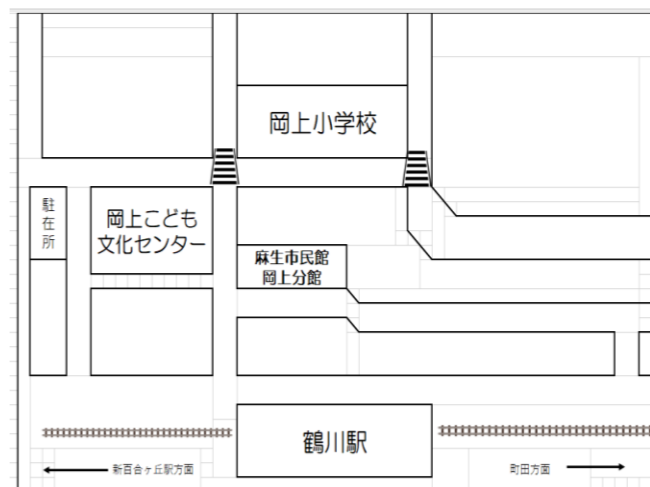 岡上小学校
駐在所
岡上こども
文化センター
麻生市民館
岡上分館
鶴川駅
新百合ヶ丘駅方面
町田方面